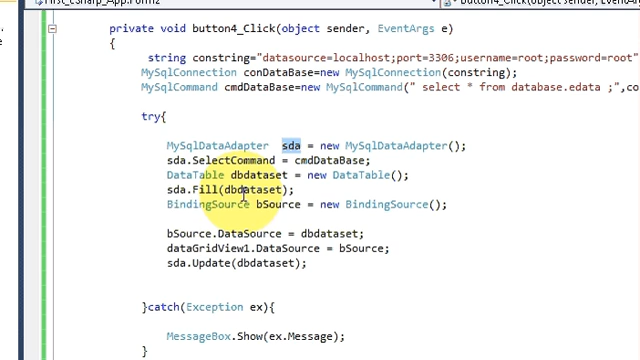 First_cSharp_App.Form2
button4_Click(object sender, EventArgs
private void button4_Click(object sender, EventArgs e)
{
string constring="datasource=localhost;port=3306;username=root;password=root"
MySqlConnection conDataBase=new MySqlConnection(constring);
MySqlCommand cmdDataBase=new MySqlCommand(" select * from database.edata ;",co
try{
MySqlDataAdapter sda = new MySqlDataAdapter();
sda.SelectCommand = cmdDataBase;
DataTable dbdataset = new DataTable();
sda.Fill(dbdataset);
BindingSource bSource = new BindingSource();
bSource.DataSource = dbdataset;
dataGridView1.DataSource = bSource;
sda.Update(dbdataset);
}catch(Exception ex){
MessageBox.Show(ex.Message);
}